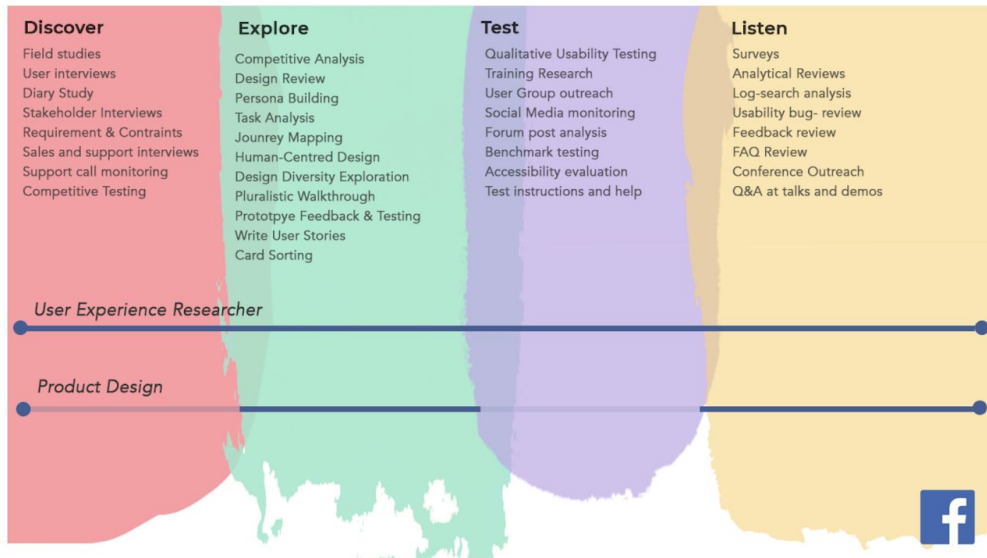 Discover
Field studies
User interviews
Diary Study
Stakeholder Interviews
Requirement & Contraints
Sales and support interviews
Support call monitoring
Competitive Testing
Explore
Competitive Analysis
Design Review
Persona Building
Task Analysis
Jounrey Mapping
Human-Centred Design
Design Diversity Exploration
Pluralistic Walkthrough
Prototpye Feedback & Testing
Write User Stories
Card Sorting
Test
Qualitative Usability Testing
Training Research
User Group outreach
Social Media monitoring
Forum post analysis
Benchmark testing
Accessibility evaluation
Test instructions and help
Listen
Surveys
Analytical Reviews
Log-search analysis
Usability bug- review
Feedback review
FAQ Review
Conference Outreach
Q&A at talks and demos
User Experience Researcher
Product Design
f